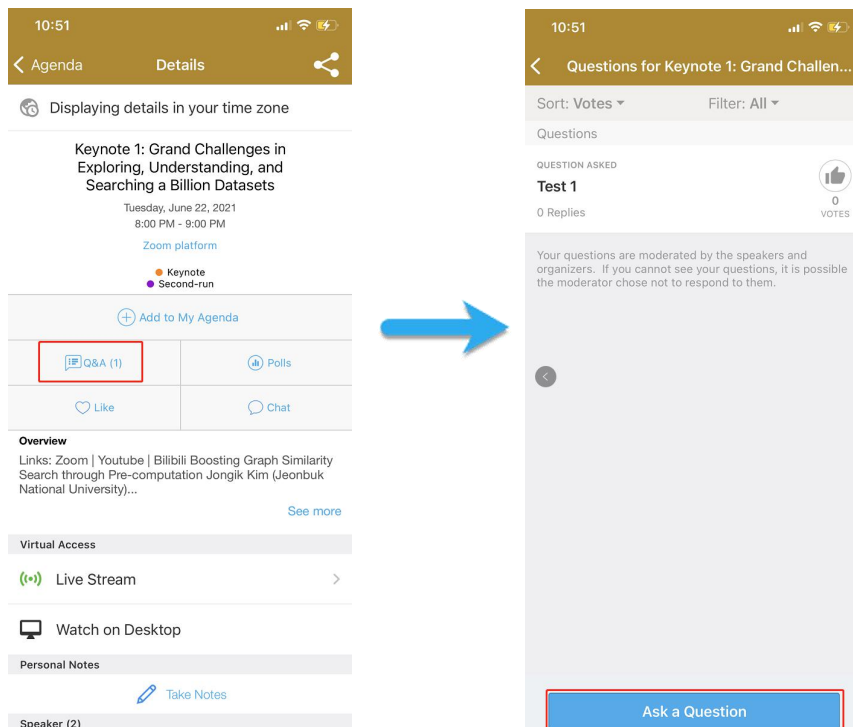 10:51
Agenda
Details
Displaying details in your time zone
Keynote 1: Grand Challenges in
Exploring, Understanding, and
Searching a Billion Datasets
Tuesday, June 22, 2021
8:00 PM - 9:00 PM
Zoom platform
Keynote
Second-run
Add to My Agenda
Q&A (1)
Polls
Like
Chat
Overview
Links: Zoom | Youtube | Bilibili Boosting Graph Similarity
Search through Pre-computation Jongik Kim (Jeonbuk
National University)...
See more
Virtual Access
Live Stream
Watch on Desktop
Personal Notes
Take Notes
Speaker (2)
10:51
Questions for Keynote 1: Grand Challen...
Sort: Votes
Filter: All
Questions
QUESTION ASKED
Test 1
0 Replies
0
VOTES
Your questions are moderated by the speakers and
organizers. If you cannot see your questions, it is possible
the moderator chose not to respond to them.
Ask a Question